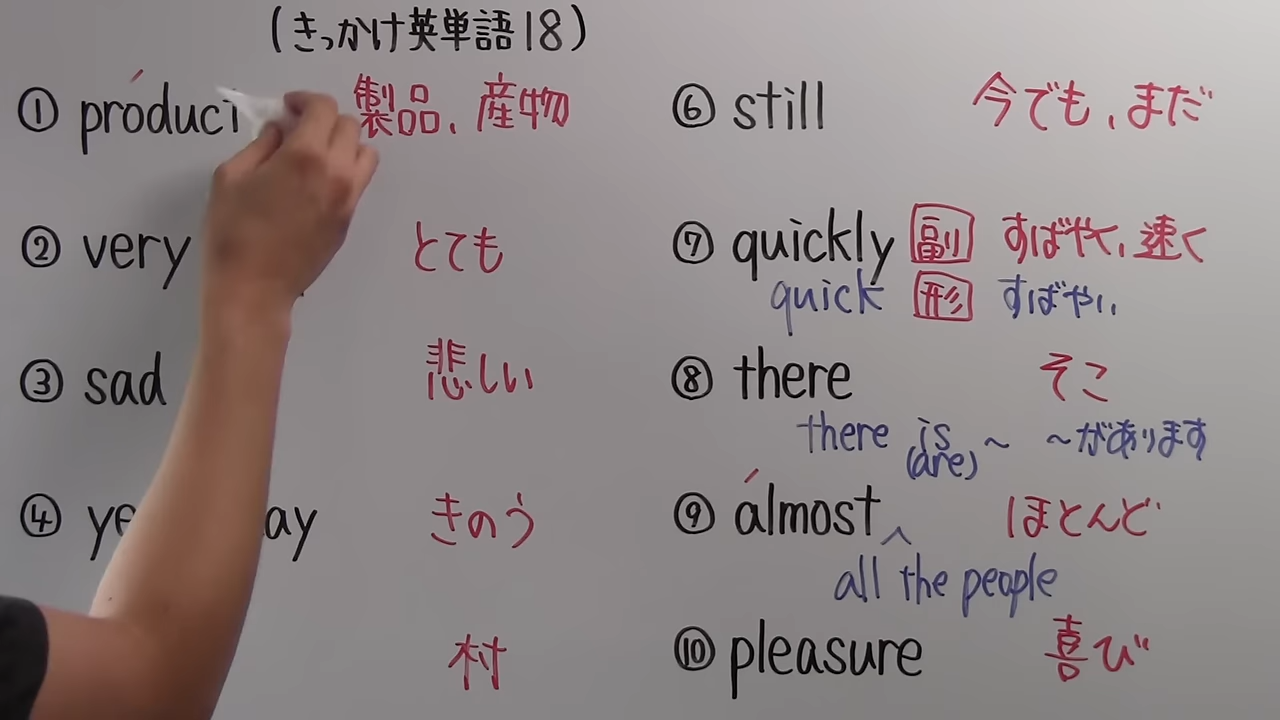 (きっかけ英単語18)
① product 製品、産物
② very とても
③ sad 悲しい
④ ye ay きのう
村
⑥ still 今でも、まだ
⑦ quickly 副 すばやく、速く
quick 形 すばやい
⑧ there そこ
there is ~ ~があります
(are)
⑨ almost ほとんど
^
all the people
⑩ pleasure 喜び